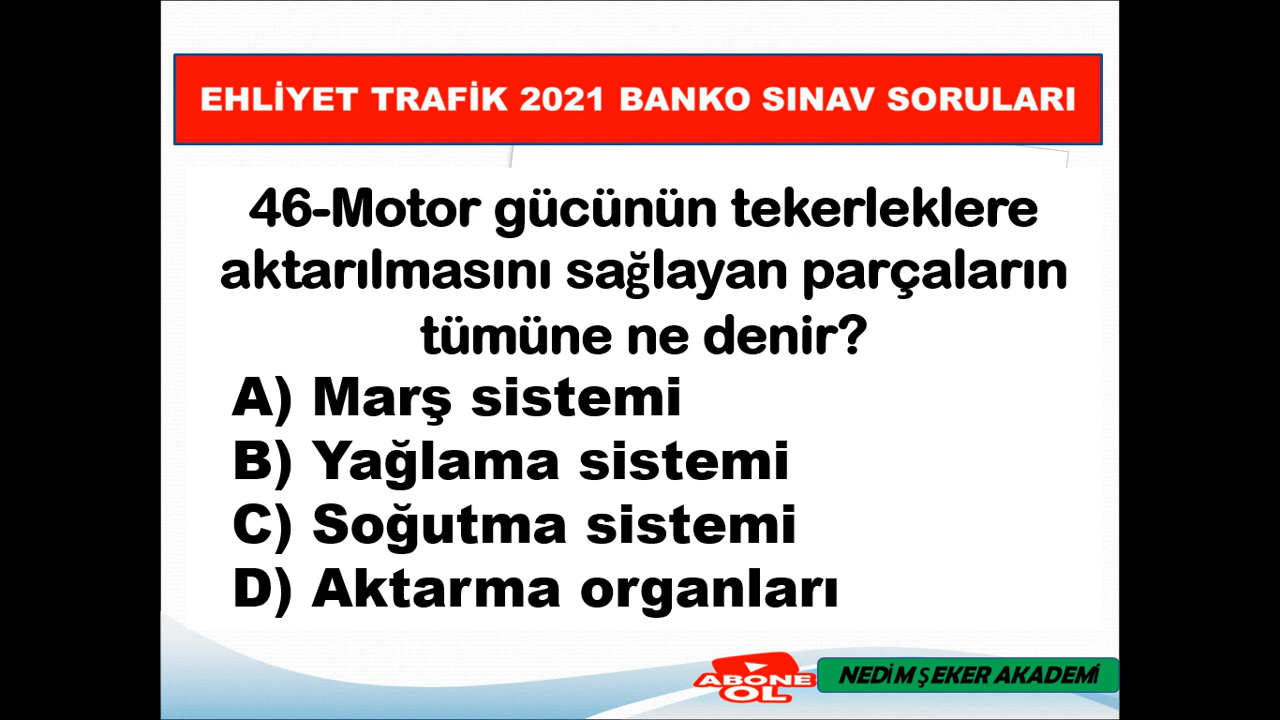 EHLİYET TRAFİK 2021 BANKO SINAV SORULARI
46-Motor gücünün tekerleklere
aktarılmasını sağlayan parçaların
tümüne ne denir?
A) Marş sistemi
B) Yağlama sistemi
C) Soğutma sistemi
D) Aktarma organları
ABONE
OL
NEDİM ŞEKER AKADEMİ